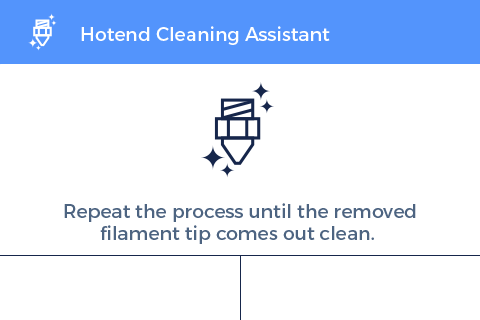 Hotend Cleaning Assistant
Repeat the process until the removed
filament tip comes out clean.